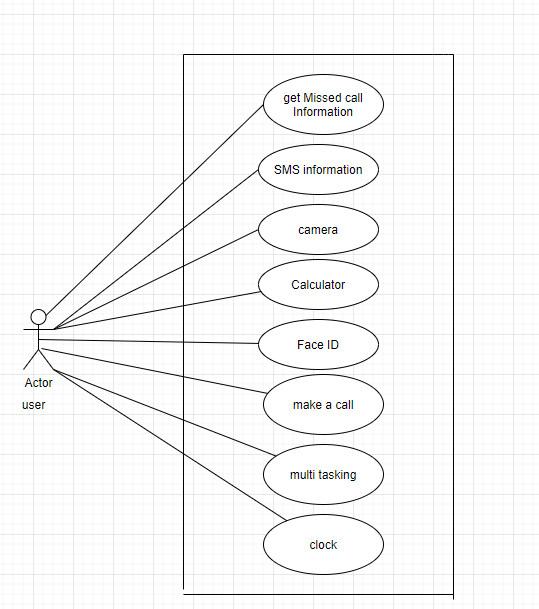 get Missed call
Information
SMS information
camera
Calculator
Face ID
Actor
user
make a call
multi tasking
clock